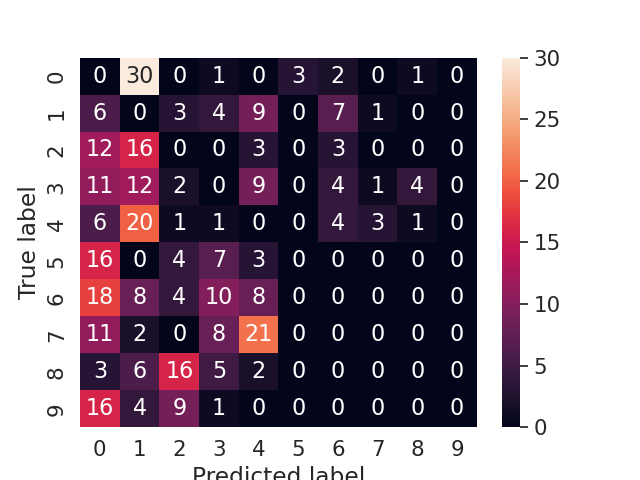 0 0 30 0 1 0 3 2 0 1 0
1 6 0 3 4 9 0 7 1 0 0
2 12 16 0 0 3 0 3 0 0 0
3 11 12 2 0 9 0 4 1 4 0
4 6 20 1 1 0 0 4 3 1 0
5 16 0 4 7 3 0 0 0 0 0
6 18 8 4 10 8 0 0 0 0 0
7 11 2 0 8 21 0 0 0 0 0
8 3 6 16 5 2 0 0 0 0 0
9 16 4 9 1 0 0 0 0 0 0
0 1 2 3 4 5 6 7 8 9
True label
Predicted label
30
25
20
15
10
5
0